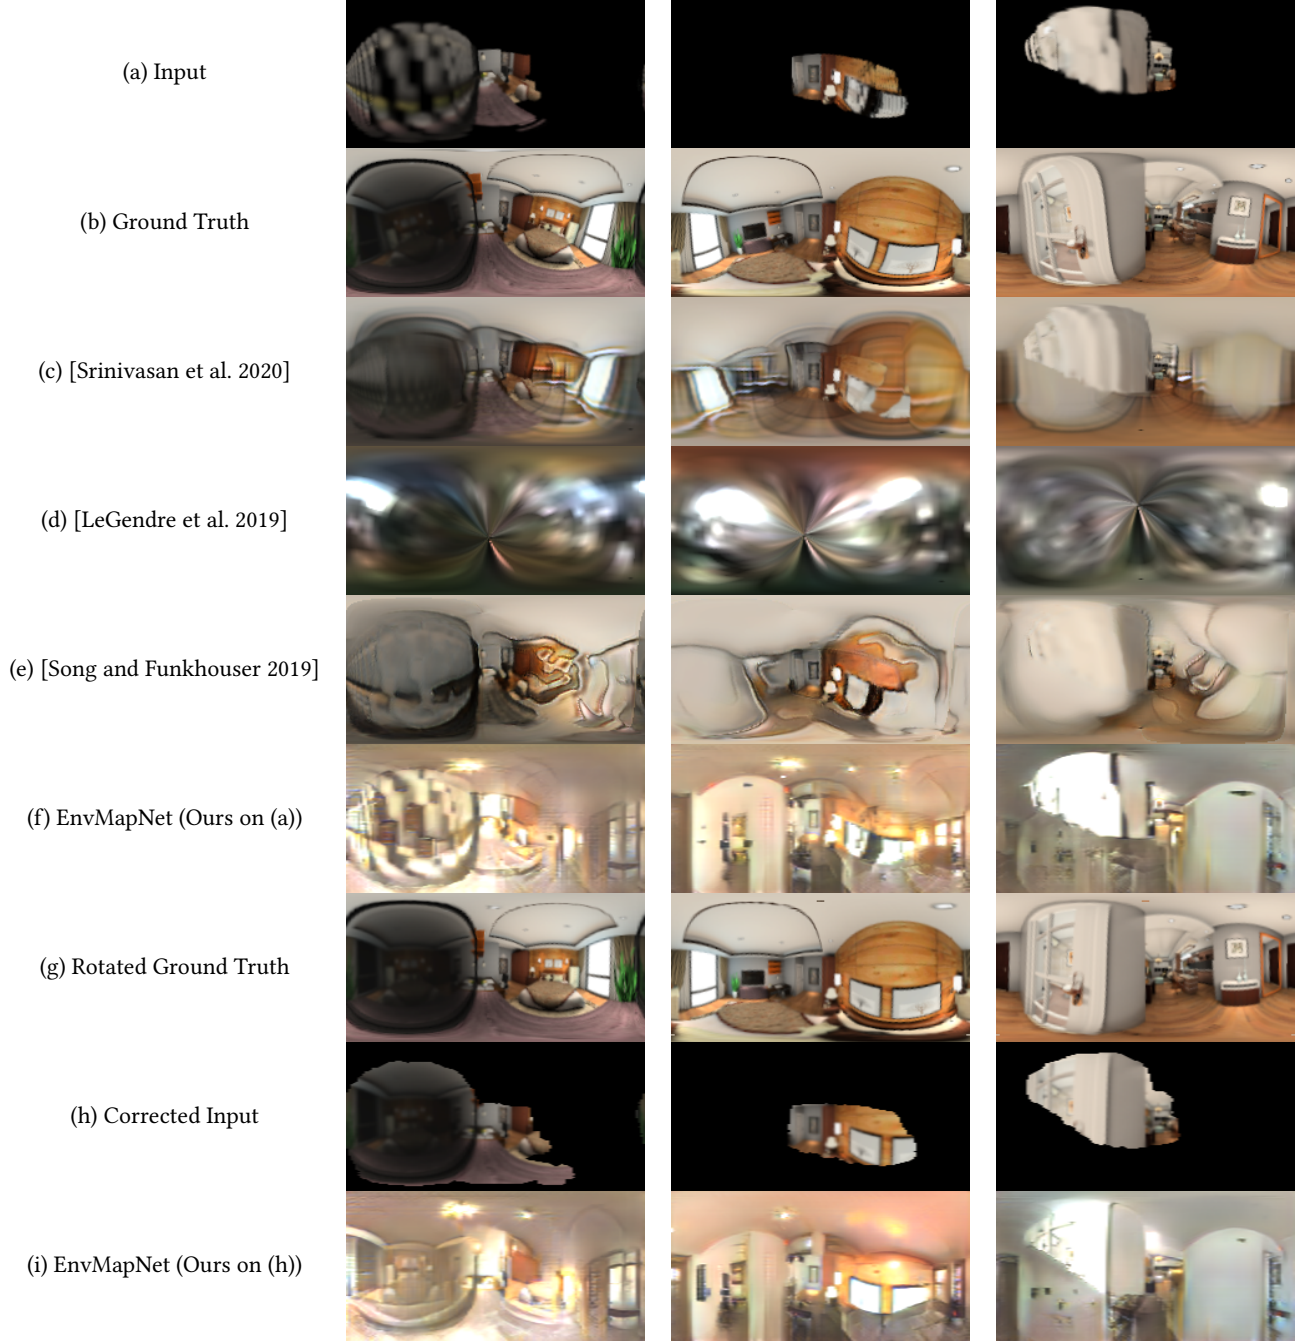 (a) Input
(b) Ground Truth
(c) [Srinivasan et al. 2020]
(d) [LeGendre et al. 2019]
(e) [Song and Funkhouser 2019]
(f) EnvMapNet (Ours on (a))
(g) Rotated Ground Truth
(h) Corrected Input
(i) EnvMapNet (Ours on (h))